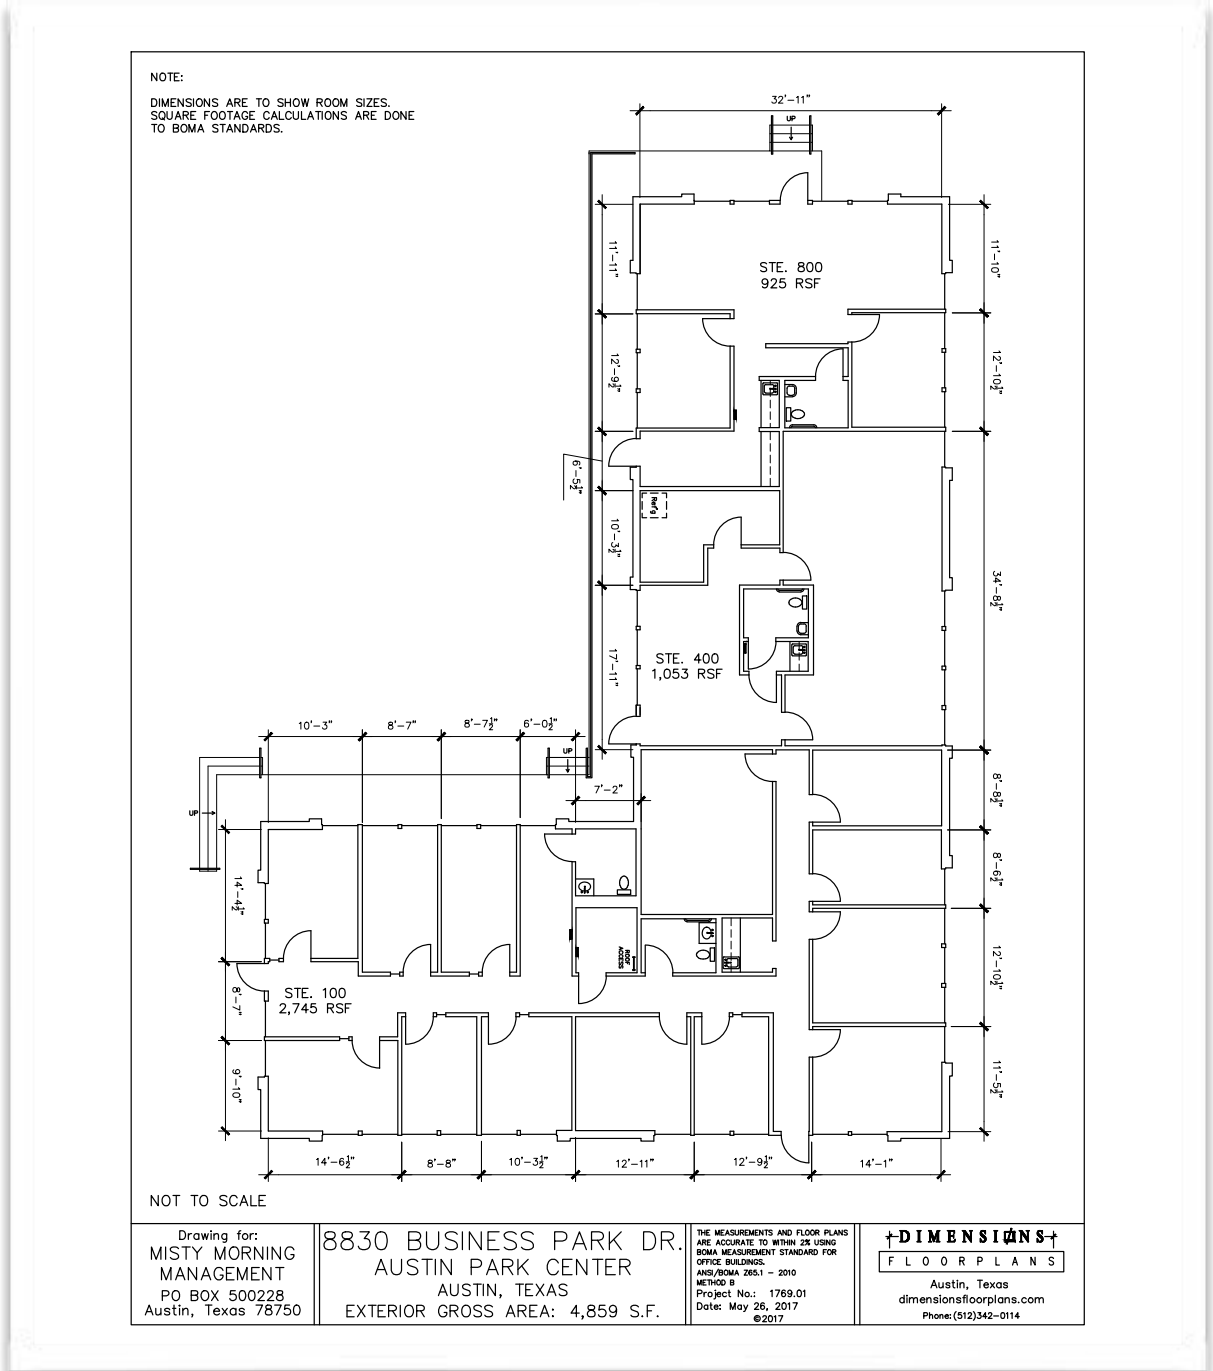 NOTE:
DIMENSIONS ARE TO SHOW ROOM SIZES.
SQUARE FOOTAGE CALCULATIONS ARE DONE
TO BOMA STANDARDS.
32'-11"
UP
11'-11"
STE. 800
925 RSF
11'-10"
12'-9½"
12'-10½"
6'-5½"
Ref'g
10'-3½"
34'-8½"
17'-11"
STE. 400
1,053 RSF
10'-3"
8'-7"
8'-7½"
6'-0½"
UP
7'-2"
8'-8½"
UP
14'-4½"
8'-6½"
ROOF
ACCESS
12'-10½"
8'-7"
STE. 100
2,745 RSF
9'-10"
11'-5½"
14'-6½"
8'-8"
10'-3½"
12'-11"
12'-9½"
14'-1"
NOT TO SCALE
Drawing for:
MISTY MORNING
MANAGEMENT
PO BOX 500228
Austin, Texas 78750
8830 BUSINESS PARK DR.
AUSTIN PARK CENTER
AUSTIN, TEXAS
EXTERIOR GROSS AREA: 4,859 S.F.
THE MEASUREMENTS AND FLOOR PLANS
ARE ACCURATE TO WITHIN 2% USING
BOMA MEASUREMENT STANDARD FOR
OFFICE BUILDINGS.
ANSI/BOMA Z65.1 - 2010
METHOD B
Project No.: 1769.01
Date: May 26, 2017
©2017
DIMENSIONS
FLOORPLANS
Austin, Texas
dimensionsfloorplans.com
Phone:(512)342-0114